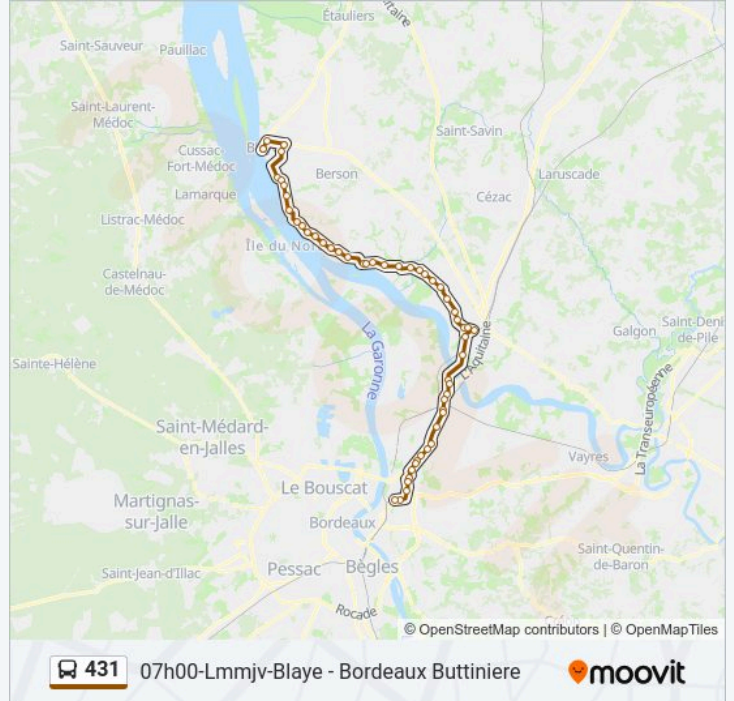 Étauliers
Saint-Sauveur
Pauillac
Saint-Laurent-
Médoc
Saint-Savin
Cussac-
Fort-Médoc
Berson
Laruscade
Lamarque
Cézac
Listrac-Médoc
Île du Nord
Castelnau-
de-Médoc
La Garonne
L'Aquitaine
Galgon
Saint-Deni
de-Pile
Sainte-Hélène
La Transeuropéenne
Saint-Médard-
en-Jalles
Vayres
Le Bouscat
Martignas-
sur-Jalle
Bordeaux
Saint-Quentin-
de-Baron
Saint-Jean-d'Illac
Pessac
Bègles
Rocade
© OpenStreetMap contributors | © OpenMapTiles
431 07h00-Lmmjv-Blaye - Bordeaux Buttiniere
moovit